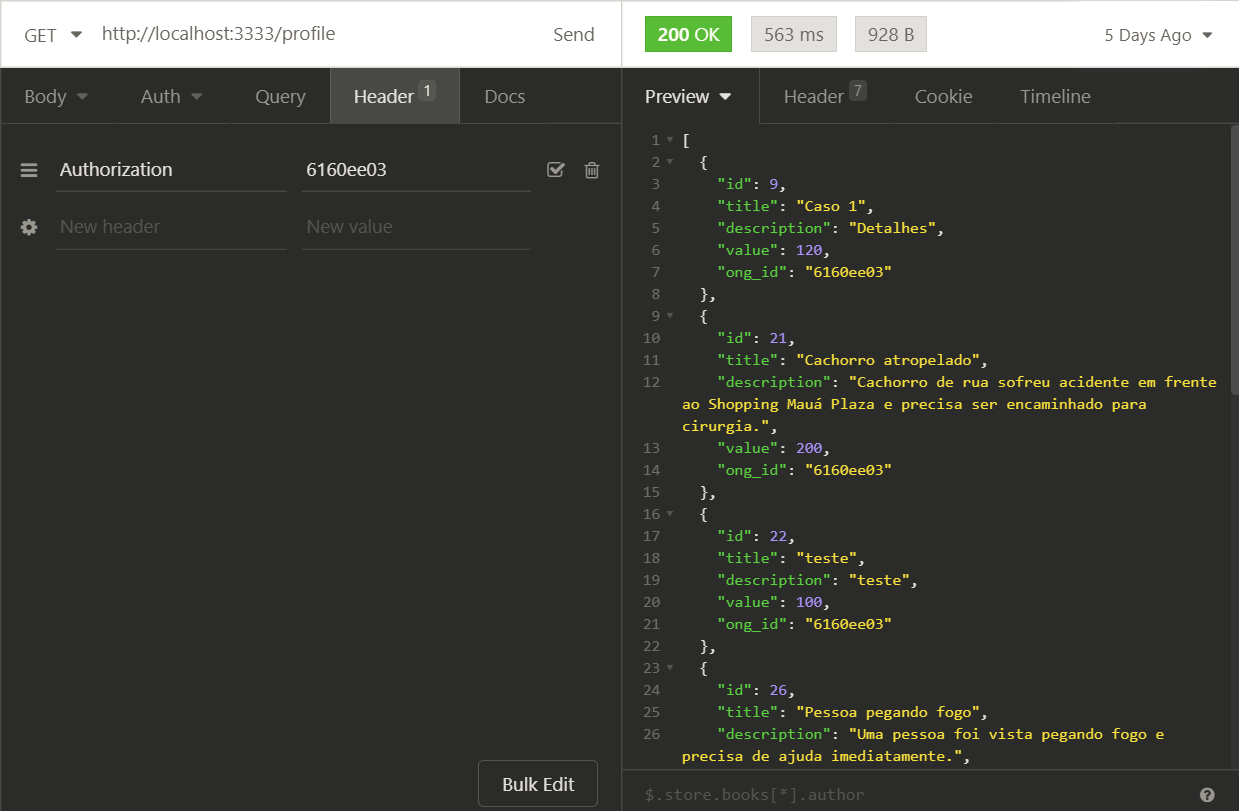 GET http://localhost:3333/profile Send
200 OK 563 ms 928 B 5 Days Ago
Body Auth Query Header 1 Docs
Authorization 6160ee03
New header New value
Bulk Edit
Preview Header 7 Cookie Timeline
1 [
2 {
3 "id": 9,
4 "title": "Caso 1",
5 "description": "Detalhes",
6 "value": 120,
7 "ong_id": "6160ee03"
8 },
9 {
10 "id": 21,
11 "title": "Cachorro atropelado",
12 "description": "Cachorro de rua sofreu acidente em frente
ao Shopping Mauá Plaza e precisa ser encaminhado para
cirurgia.",
13 "value": 200,
14 "ong_id": "6160ee03"
15 },
16 {
17 "id": 22,
18 "title": "teste",
19 "description": "teste",
20 "value": 100,
21 "ong_id": "6160ee03"
22 },
23 {
24 "id": 26,
25 "title": "Pessoa pegando fogo",
26 "description": "Uma pessoa foi vista pegando fogo e
precisa de ajuda imediatamente.",
$.store.books[*].author ?